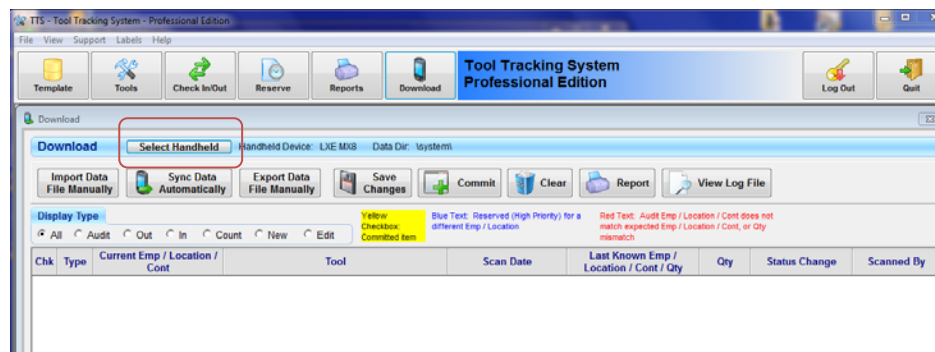 TTS - Tool Tracking System - Professional Edition
File View Support Labels Help
Template
Tools
Check In/Out
Reserve
Reports
Download
Tool Tracking System
Professional Edition
Log Out
Quit
Download
Download
Select Handheld
Handheld Device: LXE MX8 Data Dir: \system\
Import Data
File Manually
Sync Data
Automatically
Export Data
File Manually
Save
Changes
Commit
Clear
Report
View Log File
Display Type
All Audit Out In Count New Edit
Yellow
Checkbox:
Committed item
Blue Text: Reserved (High Priority) for a
different Emp / Location
Red Text: Audit Emp / Location / Cont does not
match expected Emp / Location / Cont, or Qty
mismatch
Chk Type
Current Emp / Location /
Cont
Tool
Scan Date
Last Known Emp /
Location / Cont / Qty
Qty
Status Change
Scanned By